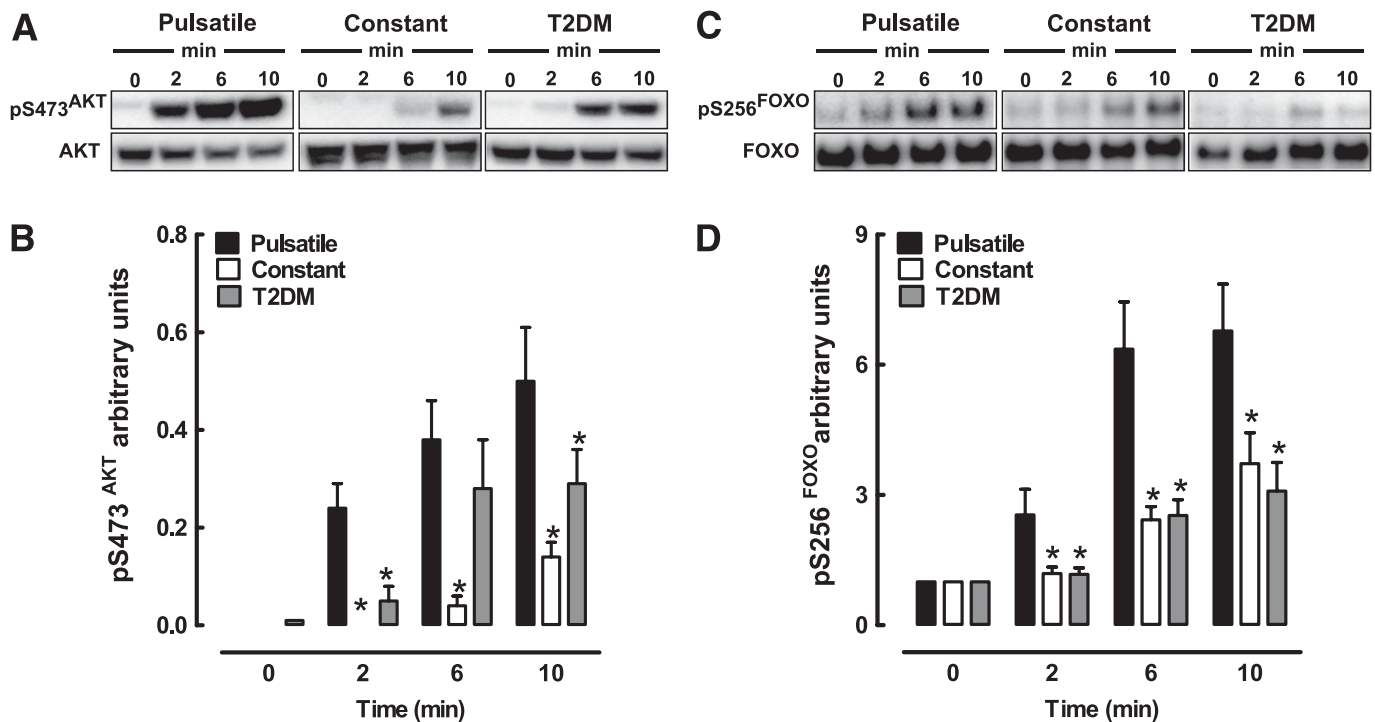 A
Pulsatile Constant T2DM
min min min
0 2 6 10 0 2 6 10 0 2 6 10
pS473AKT
AKT
C
Pulsatile Constant T2DM
min min min
0 2 6 10 0 2 6 10 0 2 6 10
pS256FOXO
FOXO
B
pS473 AKT arbitrary units
0.8
0.6
0.4
0.2
0.0
Pulsatile
Constant
T2DM
* * * * *
0 2 6 10
Time (min)
D
pS256 FOXO arbitrary units
9
6
3
0
Pulsatile
Constant
T2DM
* * * * * *
0 2 6 10
Time (min)